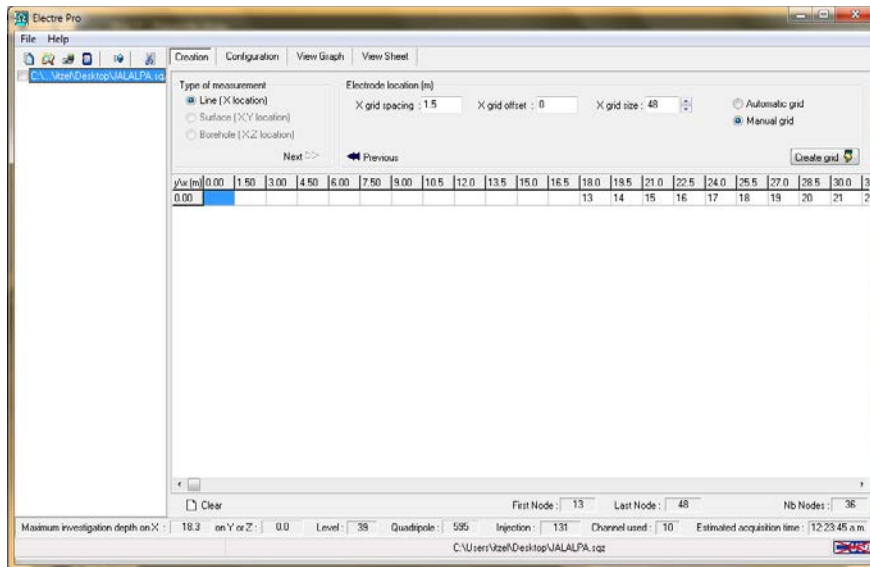 Electre Pro
File Help
C:\...\itzel\Desktop\JALALPA.sq
Creation Configuration View Graph View Sheet
Type of measurement
Line (X location)
Surface (X,Y location)
Borehole (X,Z location)
Next >>
Electrode location (m)
X grid spacing : 1.5 X grid offset : 0 X grid size : 48
Previous
Automatic grid
Manual grid
Create grid
y\x (m) 0.00 1.50 3.00 4.50 6.00 7.50 9.00 10.5 12.0 13.5 15.0 16.5 18.0 19.5 21.0 22.5 24.0 25.5 27.0 28.5 30.0 3
0.00 13 14 15 16 17 18 19 20 21 2
Clear First Node : 13 Last Node : 48 Nb Nodes : 36
Maximum investigation depth on X : 18.3 on Y or Z : 0.0 Level : 39 Quadripole : 595 Injection : 131 Channel used : 10 Estimated acquisition time : 12:23:45 a.m.
C:\Users\itzel\Desktop\JALALPA.sqz